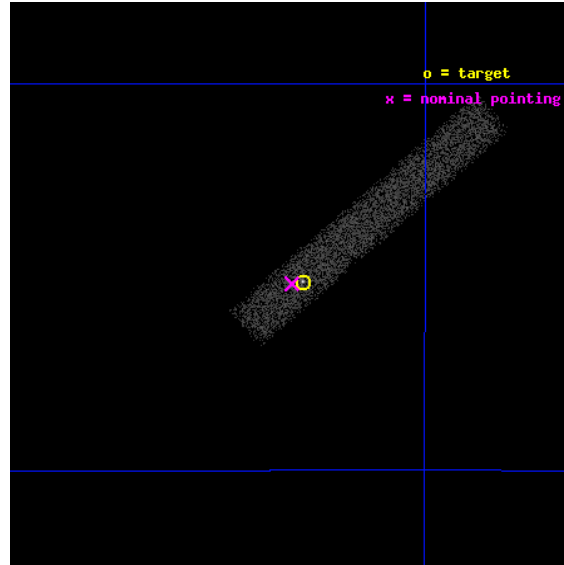 o = target
x = nominal pointing